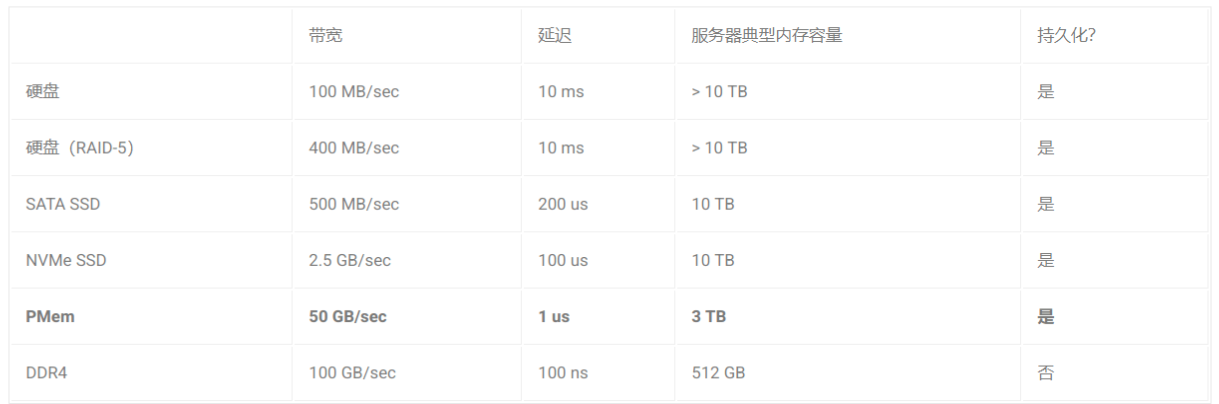 带宽 延迟 服务器典型内存容量 持久化？
硬盘 100 MB/sec 10 ms > 10 TB 是
硬盘（RAID-5） 400 MB/sec 10 ms > 10 TB 是
SATA SSD 500 MB/sec 200 us 10 TB 是
NVMe SSD 2.5 GB/sec 100 us 10 TB 是
PMem 50 GB/sec 1 us 3 TB 是
DDR4 100 GB/sec 100 ns 512 GB 否